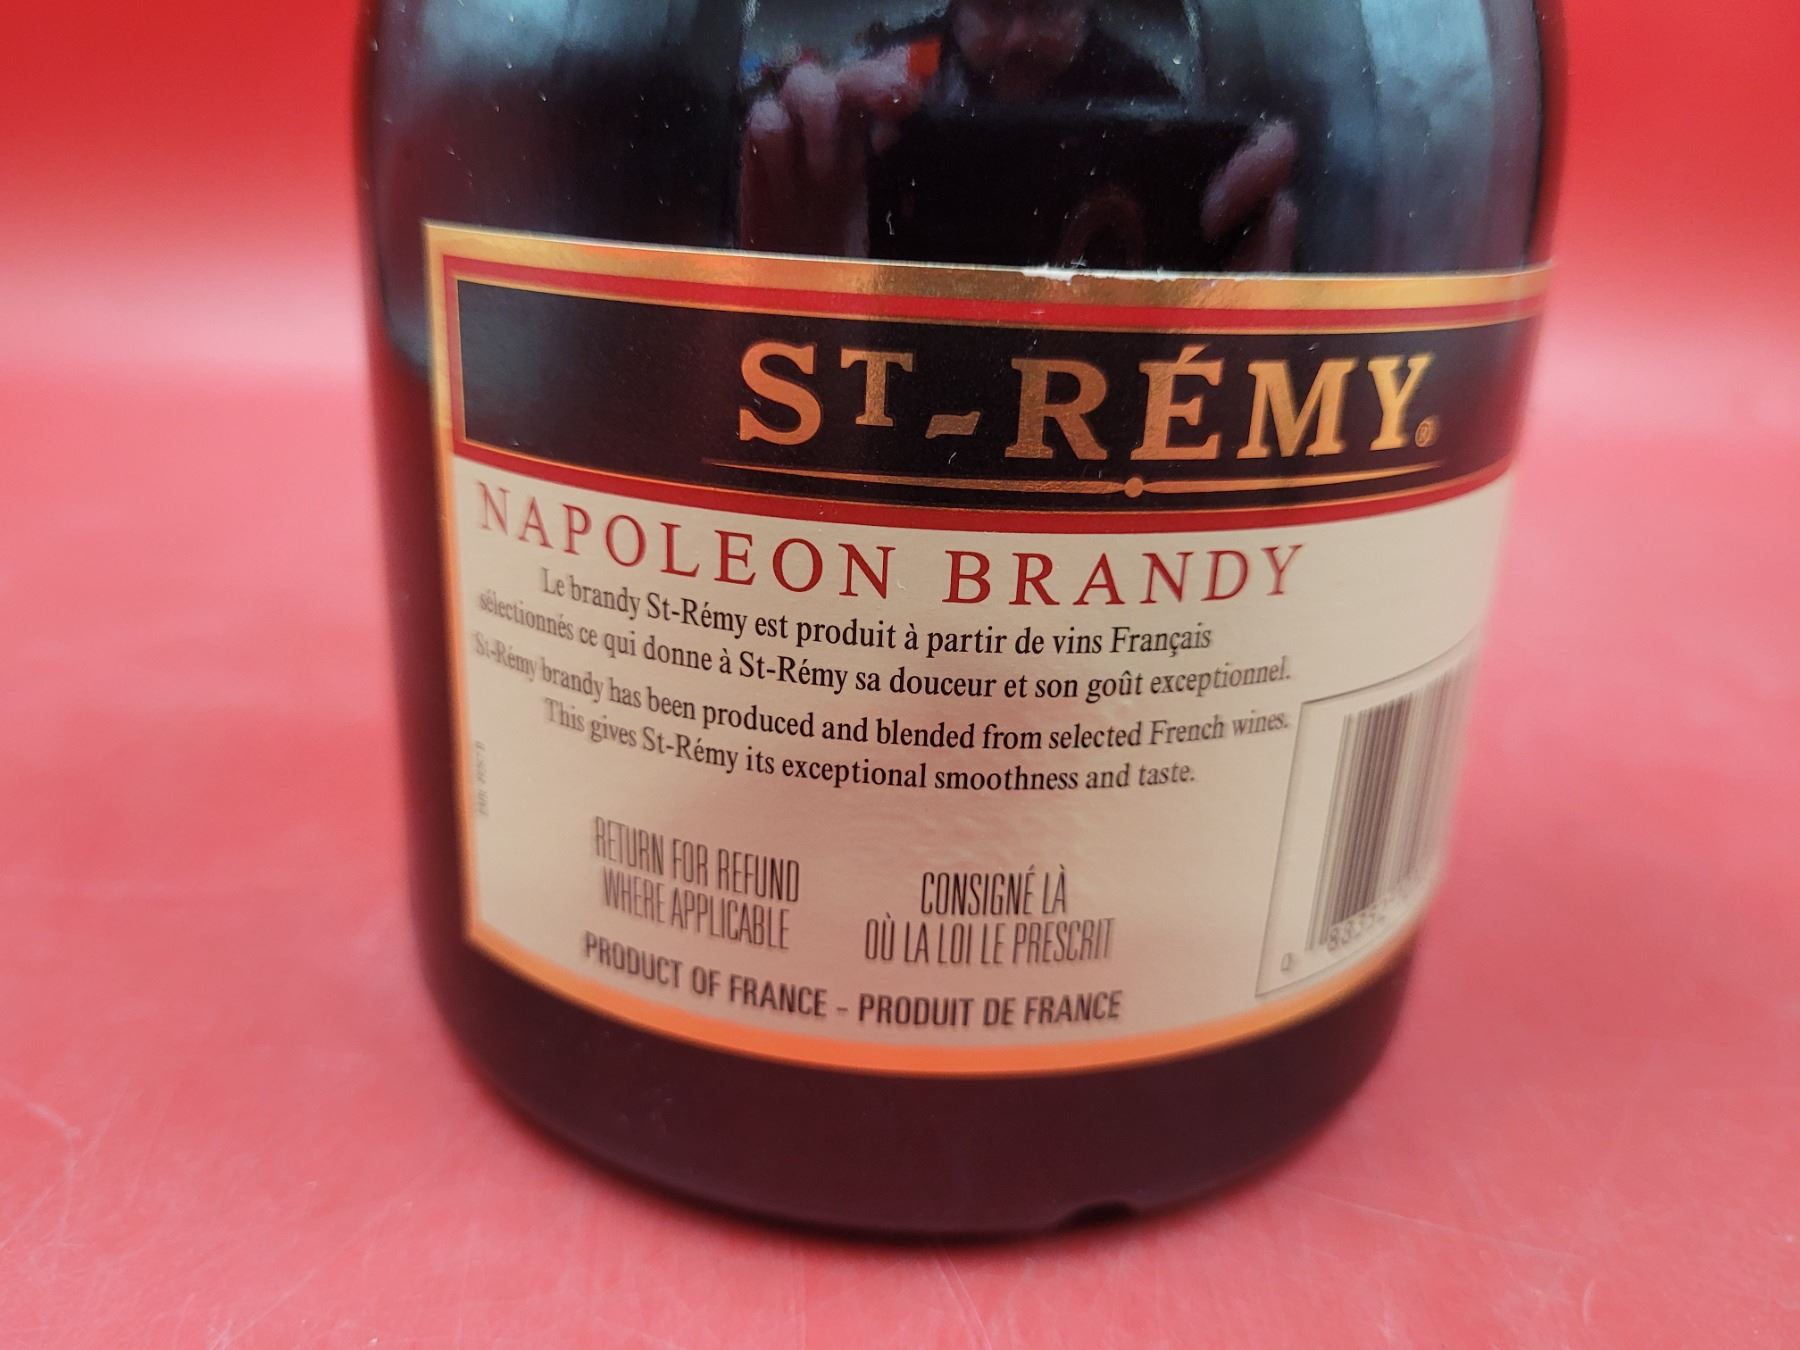 ST-RÉMY®
NAPOLEON BRANDY
Le brandy St-Rémy est produit à partir de vins Français
sélectionnés ce qui donne à St-Rémy sa douceur et son goût exceptionnel.
St-Rémy brandy has been produced and blended from selected French wines.
This gives St-Rémy its exceptional smoothness and taste.
RETURN FOR REFUND
WHERE APPLICABLE
CONSIGNÉ LÀ
OÙ LA LOI LE PRESCRIT
PRODUCT OF FRANCE - PRODUIT DE FRANCE
0